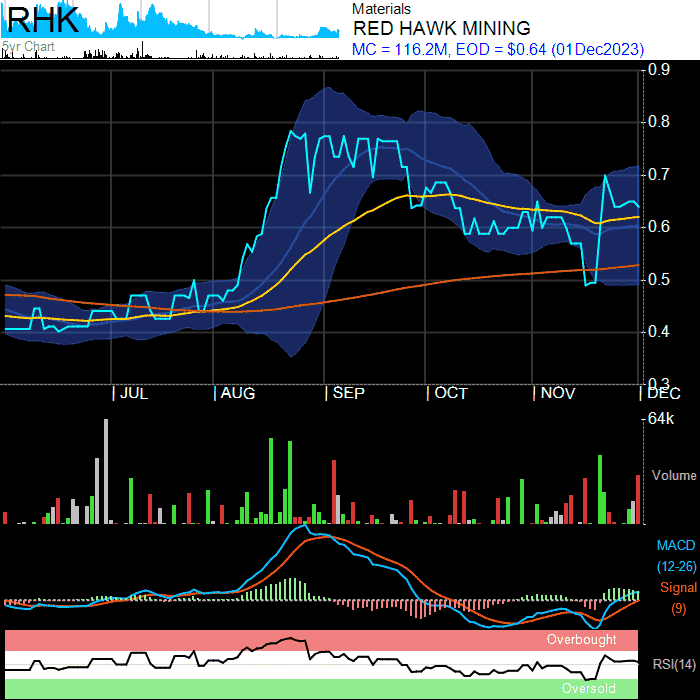 RHK
5yr Chart
Materials
RED HAWK MINING
MC = 116.2M, EOD = $0.64 (01Dec2023)
0.9
0.8
0.7
0.6
0.5
0.4
0.3
JUL AUG SEP OCT NOV DEC
64k
Volume
MACD
(12-26)
Signal
(9)
Overbought
RSI(14)
Oversold